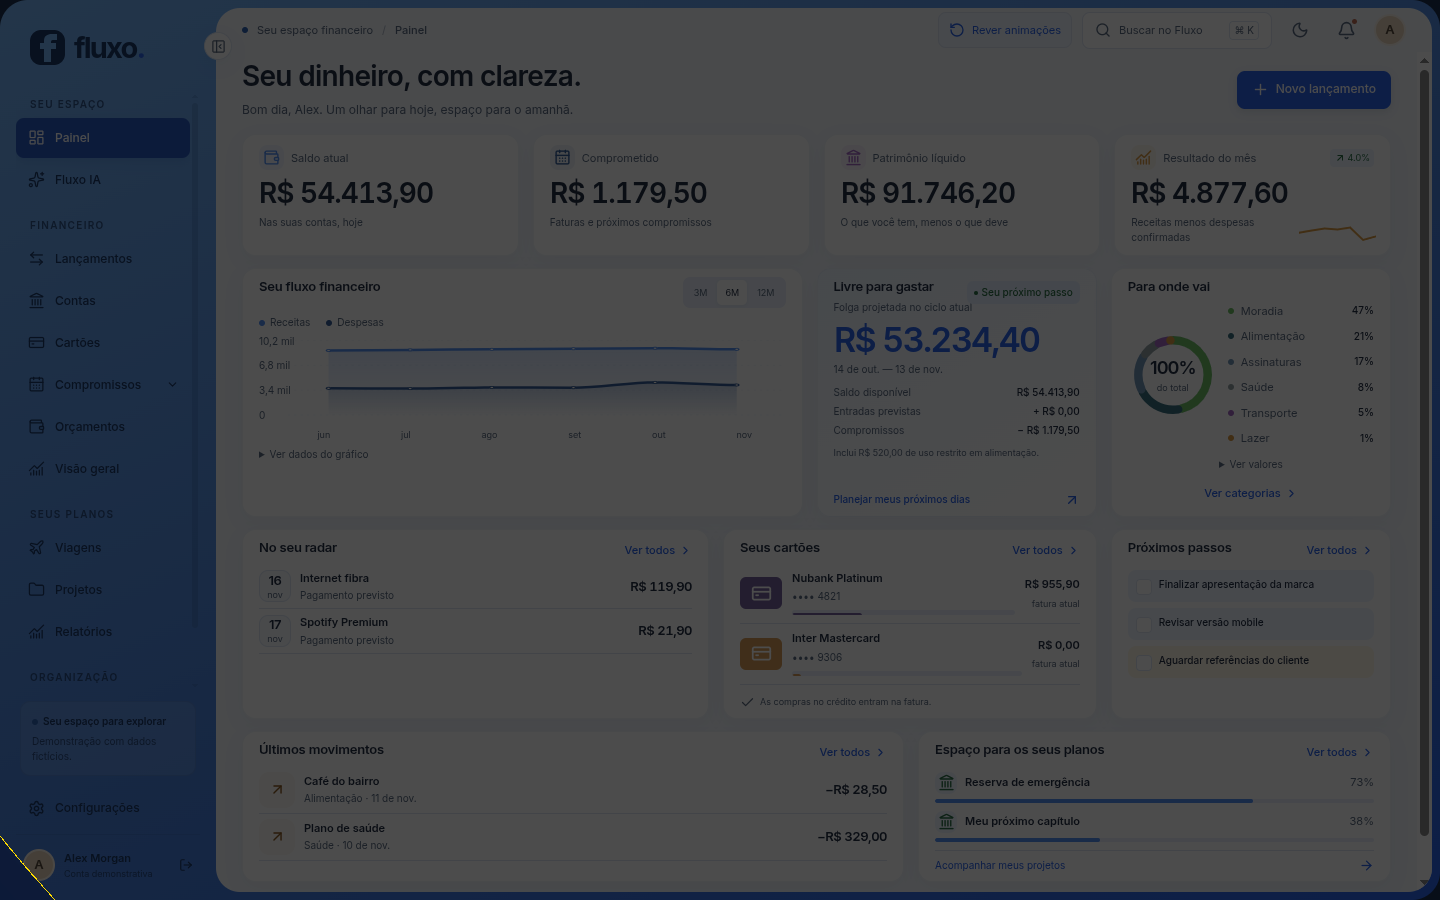 fluxo.
Seu espaço financeiro / Painel
Rever animações
Buscar no Fluxo
⌘ K
A
SEU ESPAÇO
Painel
Fluxo IA
FINANCEIRO
Lançamentos
Contas
Cartões
Compromissos
Orçamentos
Visão geral
SEUS PLANOS
Viagens
Projetos
Relatórios
ORGANIZAÇÃO
Seu espaço para explorar
Demonstração com dados
fictícios.
Configurações
A
Alex Morgan
Conta demonstrativa
Seu dinheiro, com clareza.
Bom dia, Alex. Um olhar para hoje, espaço para o amanhã.
Novo lançamento
Saldo atual
R$ 54.413,90
Nas suas contas, hoje
Comprometido
R$ 1.179,50
Faturas e próximos compromissos
Patrimônio líquido
R$ 91.746,20
O que você tem, menos o que deve
Resultado do mês
4.0%
R$ 4.877,60
Receitas menos despesas
confirmadas
Seu fluxo financeiro
3M 6M 12M
Receitas Despesas
10,2 mil
6,8 mil
3,4 mil
0
jun jul ago set out nov
Ver dados do gráfico
Livre para gastar
Seu próximo passo
Folga projetada no ciclo atual
R$ 53.234,40
14 de out. — 13 de nov.
Saldo disponível R$ 54.413,90
Entradas previstas + R$ 0,00
Compromissos − R$ 1.179,50
Inclui R$ 520,00 de uso restrito em alimentação.
Planejar meus próximos dias
Para onde vai
100%
do total
Moradia 47%
Alimentação 21%
Assinaturas 17%
Saúde 8%
Transporte 5%
Lazer 1%
Ver valores
Ver categorias
No seu radar
Ver todos
16 nov
Internet fibra
Pagamento previsto
R$ 119,90
17 nov
Spotify Premium
Pagamento previsto
R$ 21,90
Seus cartões
Ver todos
Nubank Platinum
•••• 4821
R$ 955,90
fatura atual
Inter Mastercard
•••• 9306
R$ 0,00
fatura atual
As compras no crédito entram na fatura.
Próximos passos
Ver todos
Finalizar apresentação da marca
Revisar versão mobile
Aguardar referências do cliente
Últimos movimentos
Ver todos
Café do bairro
Alimentação · 11 de nov.
−R$ 28,50
Plano de saúde
Saúde · 10 de nov.
−R$ 329,00
Espaço para os seus planos
Ver todos
Reserva de emergência 73%
Meu próximo capítulo 38%
Acompanhar meus projetos